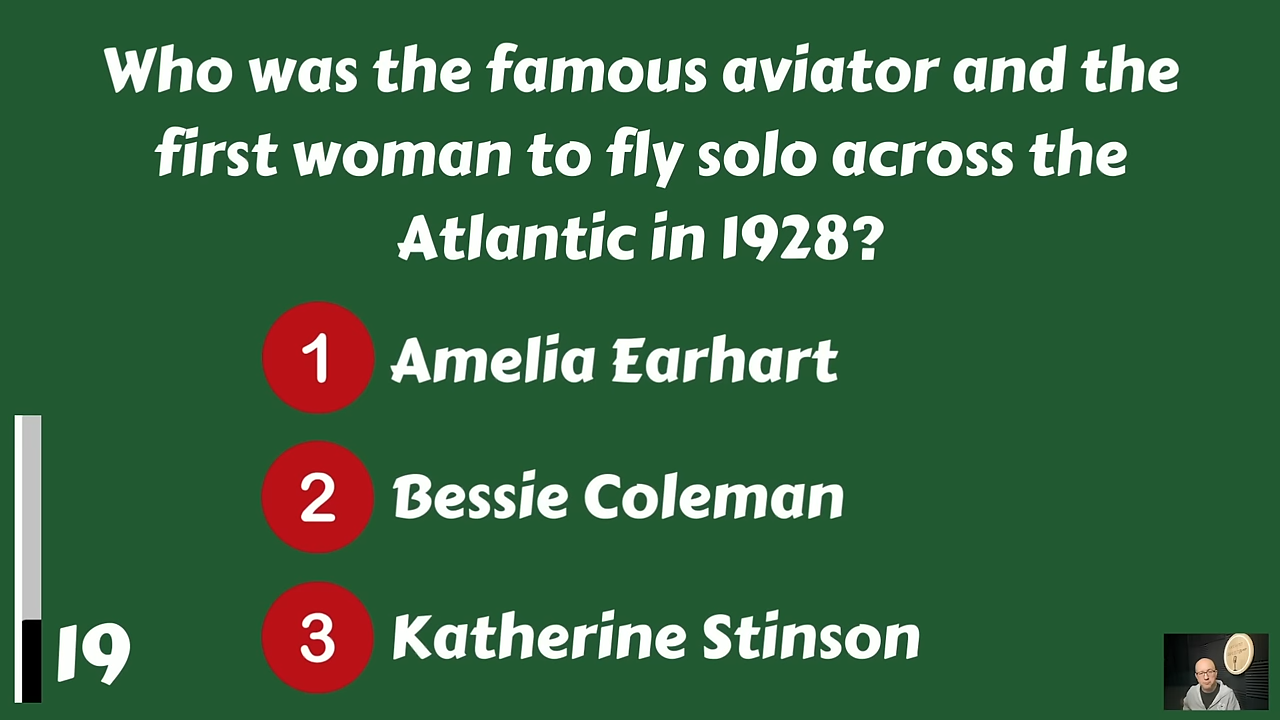 Who was the famous aviator and the
first woman to fly solo across the
Atlantic in 1928?
1 Amelia Earhart
2 Bessie Coleman
3 Katherine Stinson
19